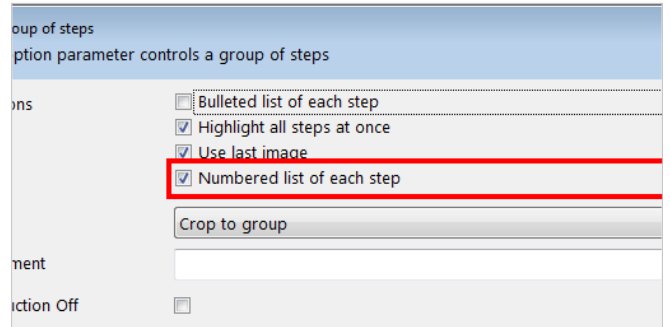 oup of steps
ption parameter controls a group of steps
ons
Bulleted list of each step
Highlight all steps at once
Use last image
Numbered list of each step
Crop to group
ment
uction Off